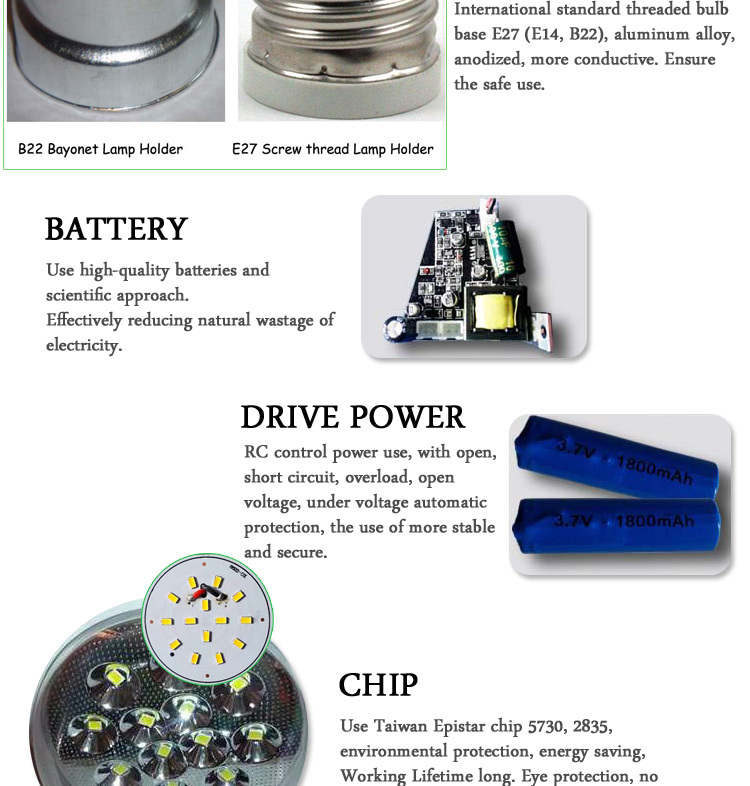 International standard threaded bulb
base E27 (E14, B22), aluminum alloy,
anodized, more conductive. Ensure
the safe use.
B22 Bayonet Lamp Holder
E27 Screw thread Lamp Holder
BATTERY
Use high-quality batteries and
scientific approach.
Effectively reducing natural wastage of
electricity.
DRIVE POWER
RC control power use, with open,
short circuit, overload, open
voltage, under voltage automatic
protection, the use of more stable
and secure.
3.7V 1800mAh
3.7V 1800mAh
CHIP
Use Taiwan Epistar chip 5730, 2835,
environmental protection, energy saving,
Working Lifetime long. Eye protection, no